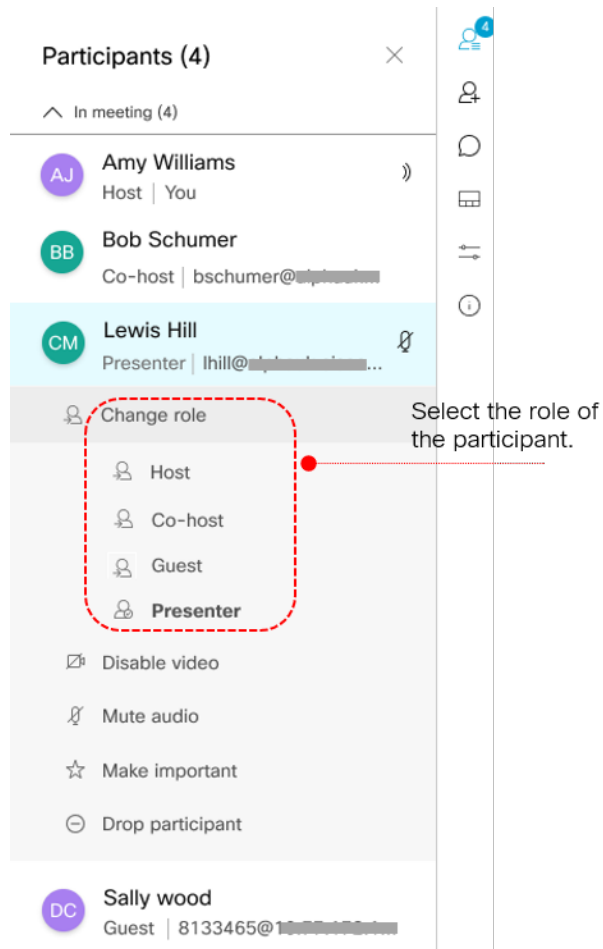 Participants (4)
4
In meeting (4)
AJ
Amy Williams
Host | You
BB
Bob Schumer
Co-host | bschumer@
CM
Lewis Hill
Presenter | lhill@ ...
Change role
Select the role of
the participant.
Host
Co-host
Guest
Presenter
Disable video
Mute audio
Make important
Drop participant
DC
Sally wood
Guest | 8133465@